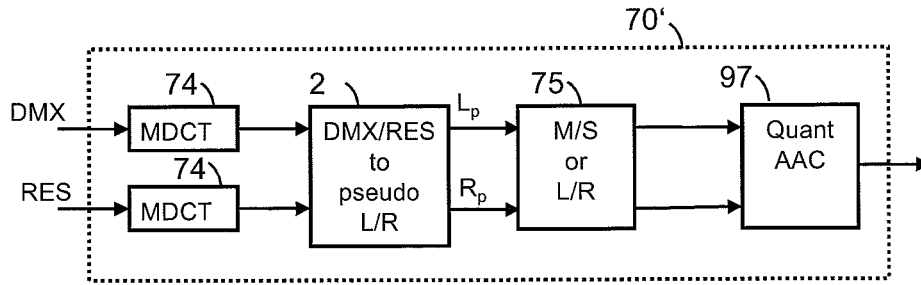 70'
74
2
75
97
DMX
MDCT
DMX/RES
to
pseudo
L/R
Lp
M/S
or
L/R
Quant
AAC
74
RES
MDCT
Rp